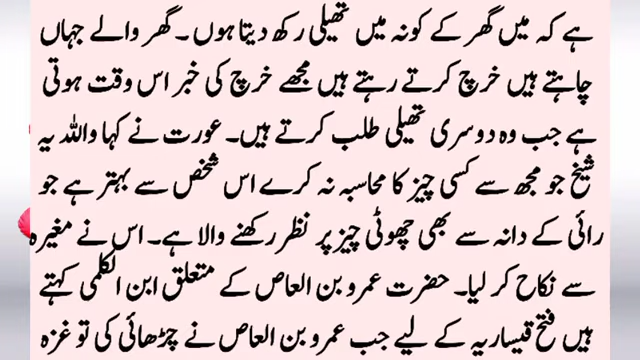 ہے کہ میں گھر کے کونہ میں تھیلی رکھ دیتا ہوں۔ گھر والے جہاں
چاہتے ہیں خرچ کرتے رہتے ہیں مجھے خرچ کی خبر اس وقت ہوتی
ہے جب وہ دوسری تھیلی طلب کرتے ہیں۔ عورت نے کہا واللہ یہ
شیخ جو مجھ سے کسی چیز کا محاسبہ نہ کرے اس شخص سے بہتر ہے جو
رائی کے دانہ سے بھی چھوٹی چیز پر نظر رکھنے والا ہے۔ اس نے مغیرہ
سے نکاح کر لیا۔ حضرت عمرو بن العاص کے متعلق ابن الکلمی کہتے
ہیں فتح قیساریہ کے لیے جب عمرو بن العاص نے چڑھائی کی تو غزہ